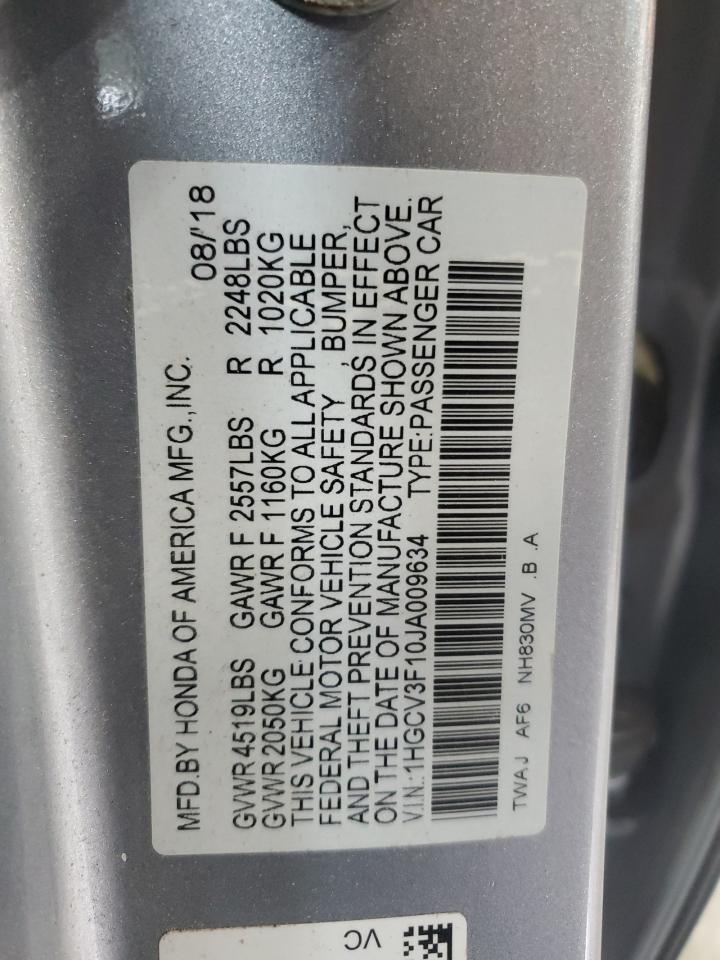 MFD.BY HONDA OF AMERICA MFG.,INC. 08/'18
GVWR 4519LBS GAWR F 2557LBS R 2248LBS
GVWR 2050KG GAWR F 1160KG R 1020KG
THIS VEHICLE CONFORMS TO ALL APPLICABLE
FEDERAL MOTOR VEHICLE SAFETY, BUMPER,
AND THEFT PREVENTION STANDARDS IN EFFECT
ON THE DATE OF MANUFACTURE SHOWN ABOVE.
V.I.N.:1HGCV3F10JA009634 TYPE:PASSENGER CAR
TWAJ AF6 NH830MV .B .A
VC